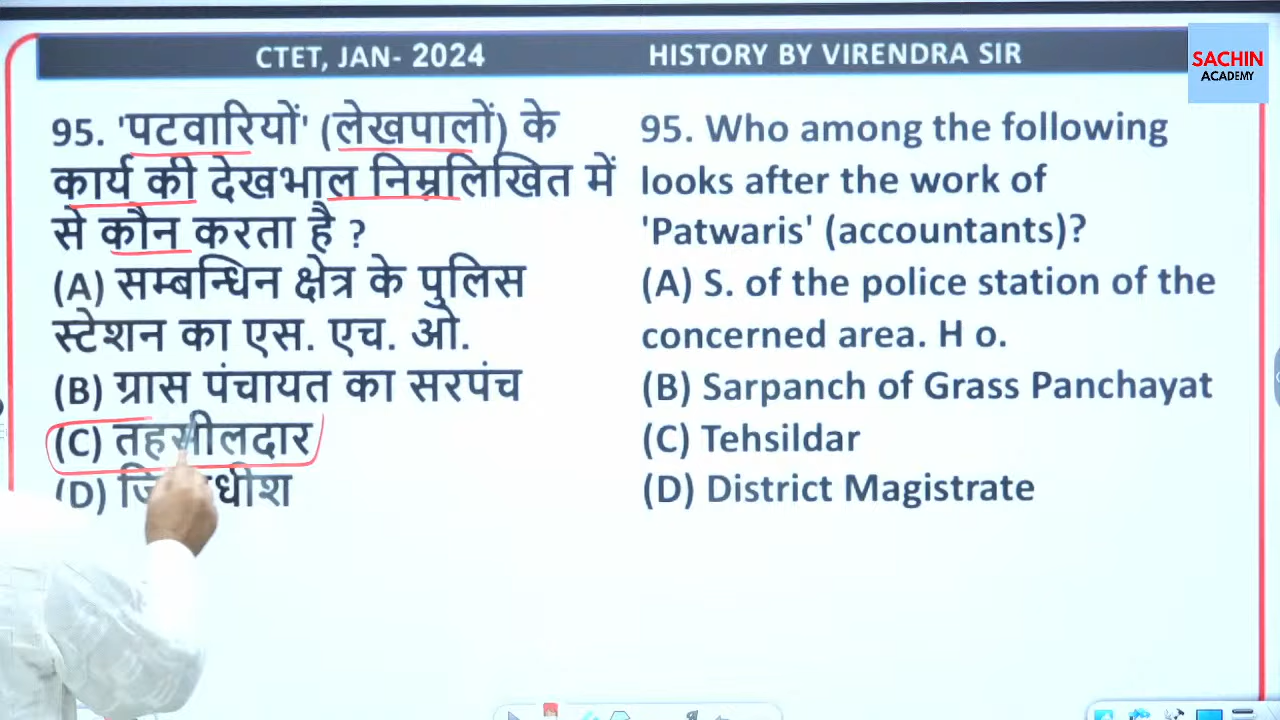 CTET, JAN- 2024 HISTORY BY VIRENDRA SIR
SACHIN
ACADEMY
95. 'पटवारियों' (लेखपालों) के
कार्य की देखभाल निम्नलिखित में
से कौन करता है ?
(A) सम्बन्धिन क्षेत्र के पुलिस
स्टेशन का एस. एच. ओ.
(B) ग्रास पंचायत का सरपंच
(C) तहसीलदार
(D)
95. Who among the following
looks after the work of
'Patwaris' (accountants)?
(A) S. of the police station of the
concerned area. H o.
(B) Sarpanch of Grass Panchayat
(C) Tehsildar
(D) District Magistrate